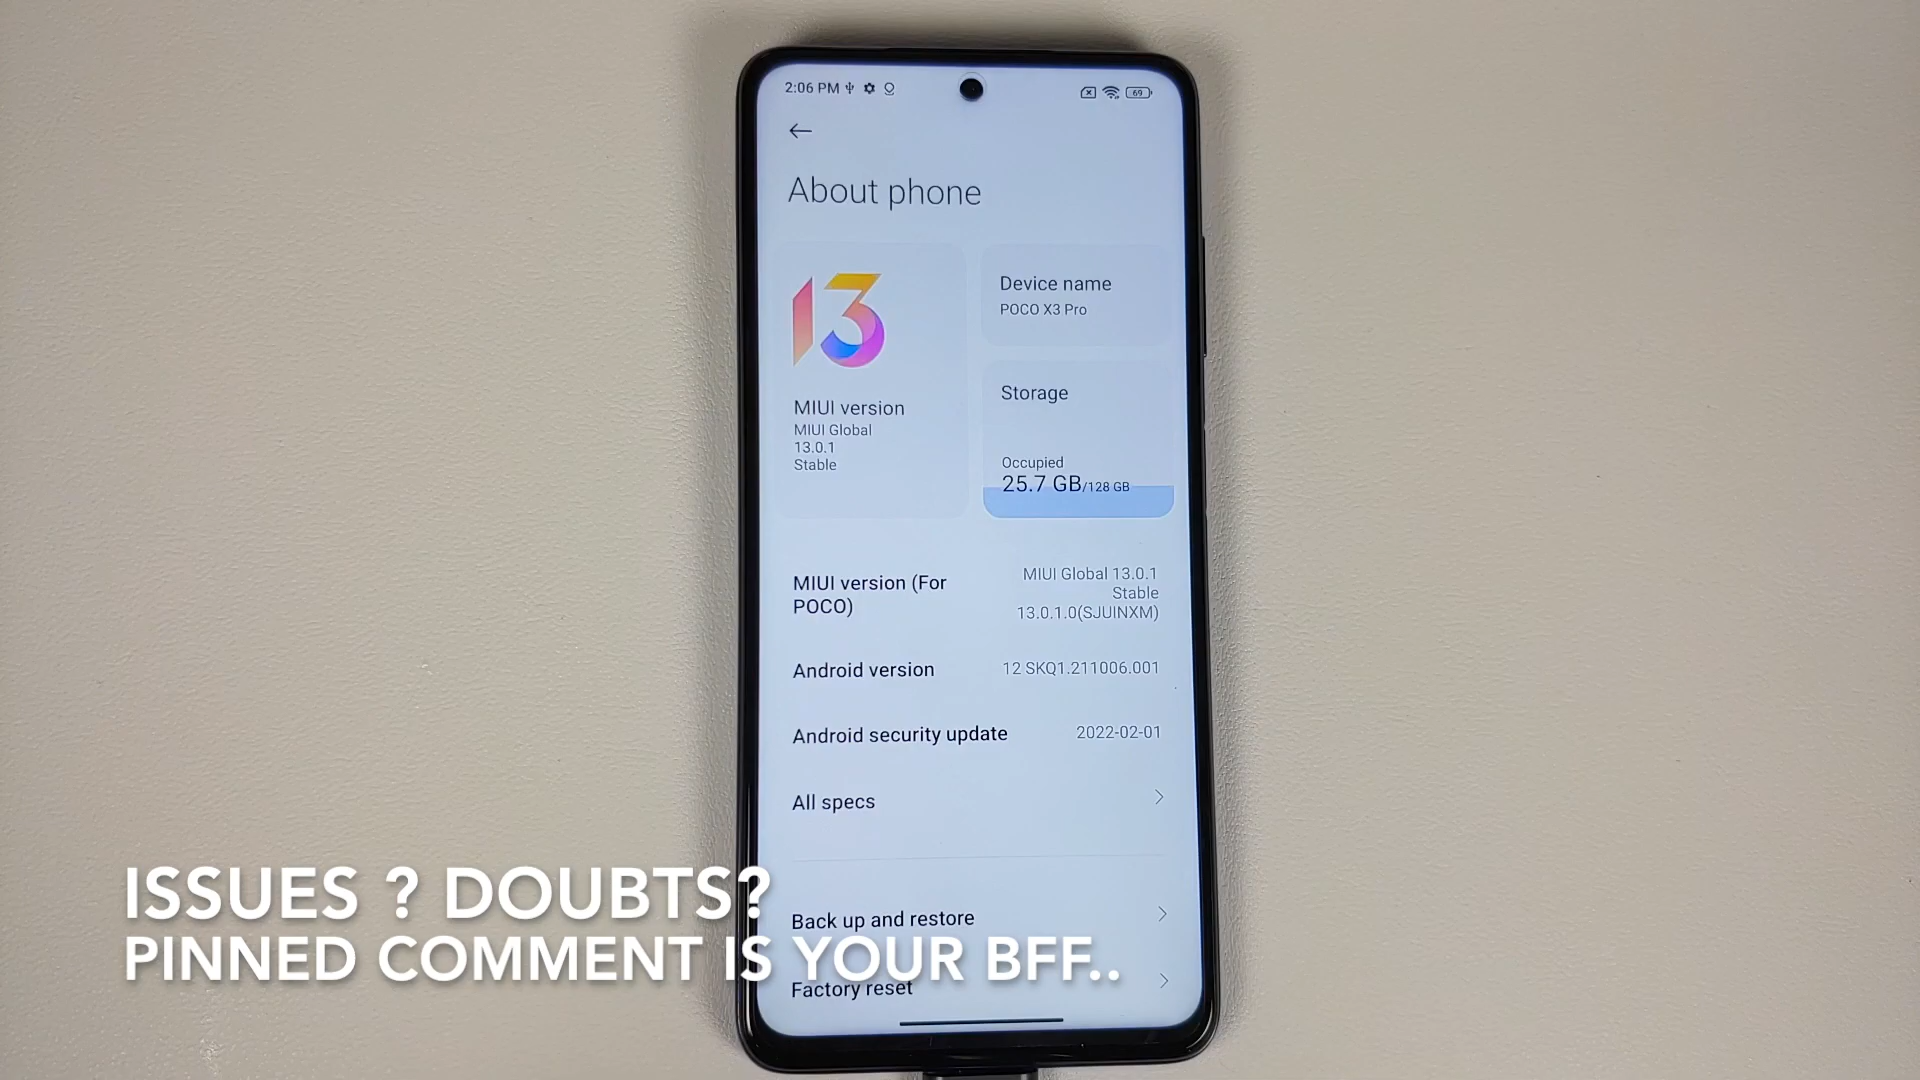 2:06 PM
69
About phone
13
MIUI version
MIUI Global
13.0.1
Stable
Device name
POCO X3 Pro
Storage
Occupied
25.7 GB/128 GB
MIUI version (For
POCO)
MIUI Global 13.0.1
Stable
13.0.1.0(SJUINXM)
Android version
12 SKQ1.211006.001
Android security update
2022-02-01
All specs
Back up and restore
Factory reset
ISSUES ? DOUBTS?
PINNED COMMENT IS YOUR BFF..